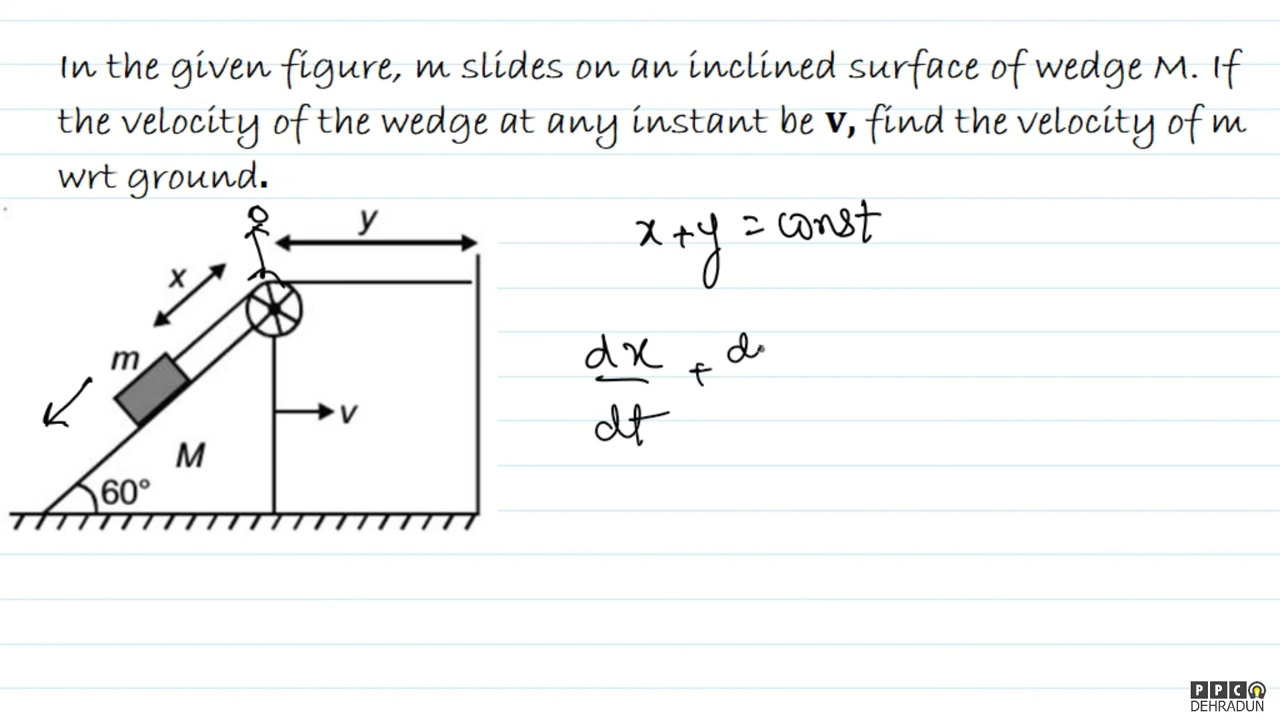 In the given figure, m slides on an inclined surface of wedge M. If
the velocity of the wedge at any instant be v, find the velocity of m
wrt ground.
y
x + y = const
x
dx/dt + d
m
v
M
60°
PPC
DEHRADUN